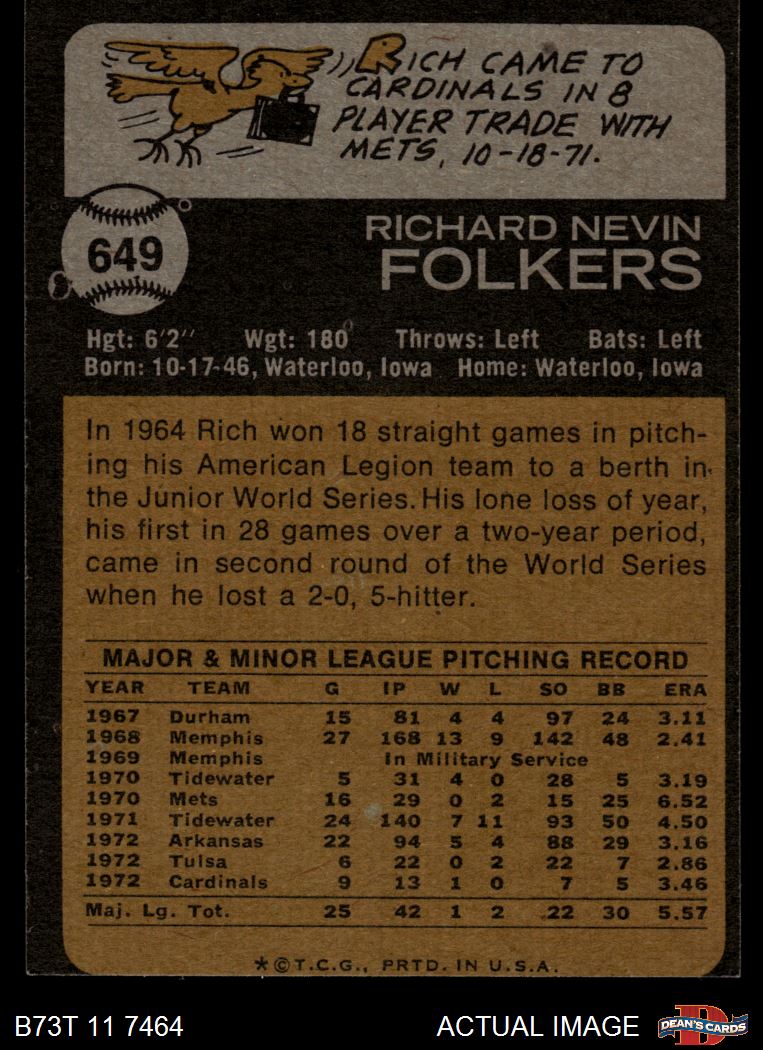 RICH CAME TO
CARDINALS IN 8
PLAYER TRADE WITH
METS, 10-18-71.
649
RICHARD NEVIN
FOLKERS
Hgt: 6'2" Wgt: 180 Throws: Left Bats: Left
Born: 10-17-46, Waterloo, Iowa Home: Waterloo, Iowa
In 1964 Rich won 18 straight games in pitch-
ing his American Legion team to a berth in
the Junior World Series. His lone loss of year,
his first in 28 games over a two-year period,
came in second round of the World Series
when he lost a 2-0, 5-hitter.
MAJOR & MINOR LEAGUE PITCHING RECORD
YEAR TEAM G IP W L SO BB ERA
1967 Durham 15 81 4 4 97 24 3.11
1968 Memphis 27 168 13 9 142 48 2.41
1969 Memphis In Military Service
1970 Tidewater 5 31 4 0 28 5 3.19
1970 Mets 16 29 0 2 15 25 6.52
1971 Tidewater 24 140 7 11 93 50 4.50
1972 Arkansas 22 94 5 4 88 29 3.16
1972 Tulsa 6 22 0 2 22 7 2.86
1972 Cardinals 9 13 1 0 7 5 3.46
Maj. Lg. Tot. 25 42 1 2 22 30 5.57
*©T.C.G., PRTD. IN U.S.A.
B73T 11 7464 ACTUAL IMAGE D DEAN'S CARDS